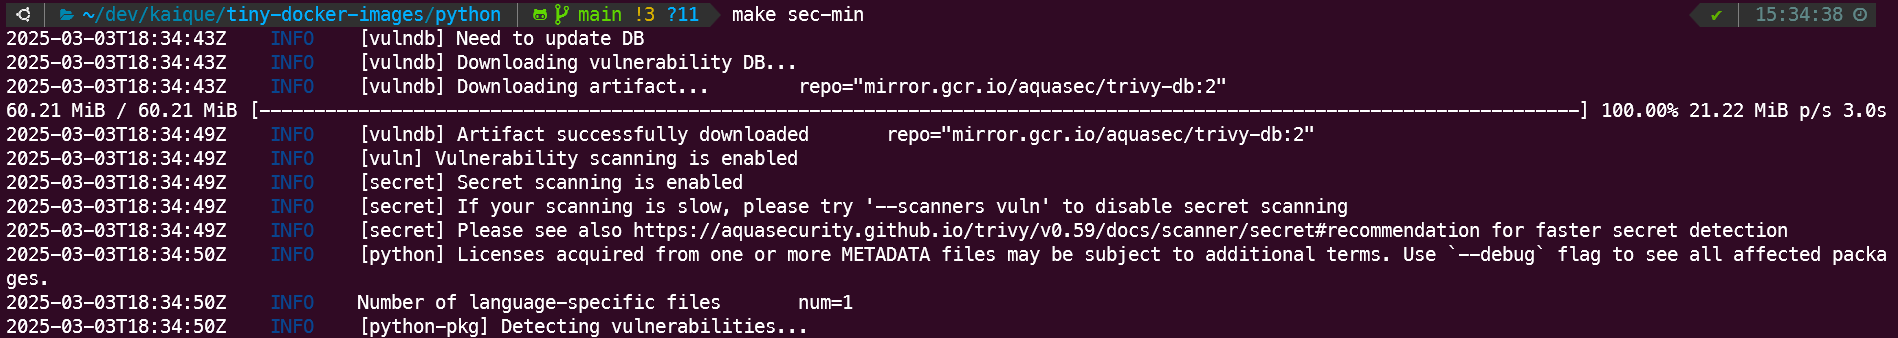 ~/dev/kaique/tiny-docker-images/python main !3 ?11 make sec-min ✔ 15:34:38
2025-03-03T18:34:43Z INFO [vulndb] Need to update DB
2025-03-03T18:34:43Z INFO [vulndb] Downloading vulnerability DB...
2025-03-03T18:34:43Z INFO [vulndb] Downloading artifact... repo="mirror.gcr.io/aquasec/trivy-db:2"
60.21 MiB / 60.21 MiB [------------------------------------------------------------------------------------------------------------------------] 100.00% 21.22 MiB p/s 3.0s
2025-03-03T18:34:49Z INFO [vulndb] Artifact successfully downloaded repo="mirror.gcr.io/aquasec/trivy-db:2"
2025-03-03T18:34:49Z INFO [vuln] Vulnerability scanning is enabled
2025-03-03T18:34:49Z INFO [secret] Secret scanning is enabled
2025-03-03T18:34:49Z INFO [secret] If your scanning is slow, please try '--scanners vuln' to disable secret scanning
2025-03-03T18:34:49Z INFO [secret] Please see also https://aquasecurity.github.io/trivy/v0.59/docs/scanner/secret#recommendation for faster secret detection
2025-03-03T18:34:50Z INFO [python] Licenses acquired from one or more METADATA files may be subject to additional terms. Use `--debug` flag to see all affected packa
ges.
2025-03-03T18:34:50Z INFO Number of language-specific files num=1
2025-03-03T18:34:50Z INFO [python-pkg] Detecting vulnerabilities...